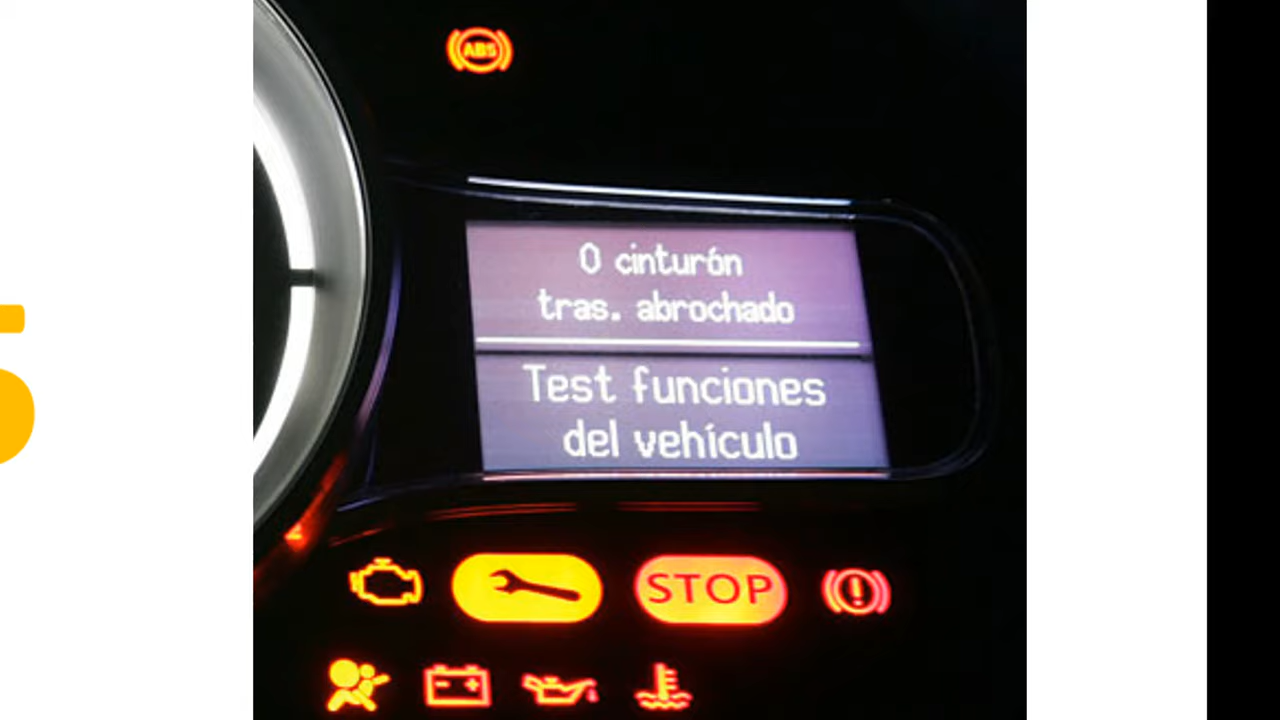 ABS
0 cinturón
tras. abrochado
Test funciones
del vehículo
STOP